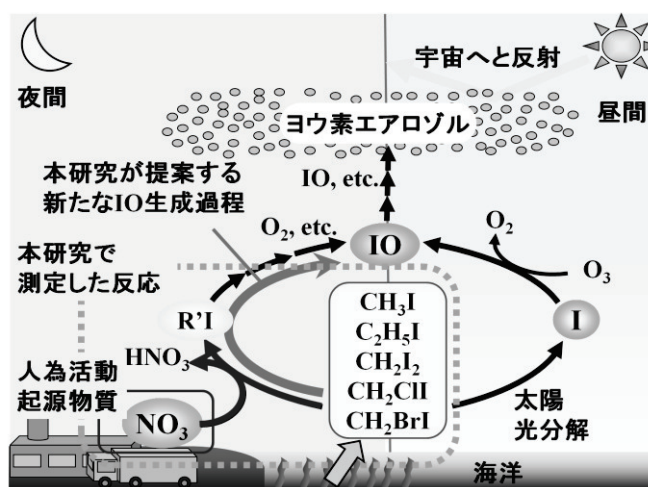 夜間
宇宙へと反射
昼間
ヨウ素エアロゾル
本研究が提案する
新たなIO生成過程
IO, etc.
O₂, etc.
IO
O₂
O₃
本研究で
測定した反応
R'I
I
CH₃I
C₂H₅I
CH₂I₂
CH₂ClI
CH₂BrI
HNO₃
人為活動
起源物質
NO₃
太陽
光分解
海洋